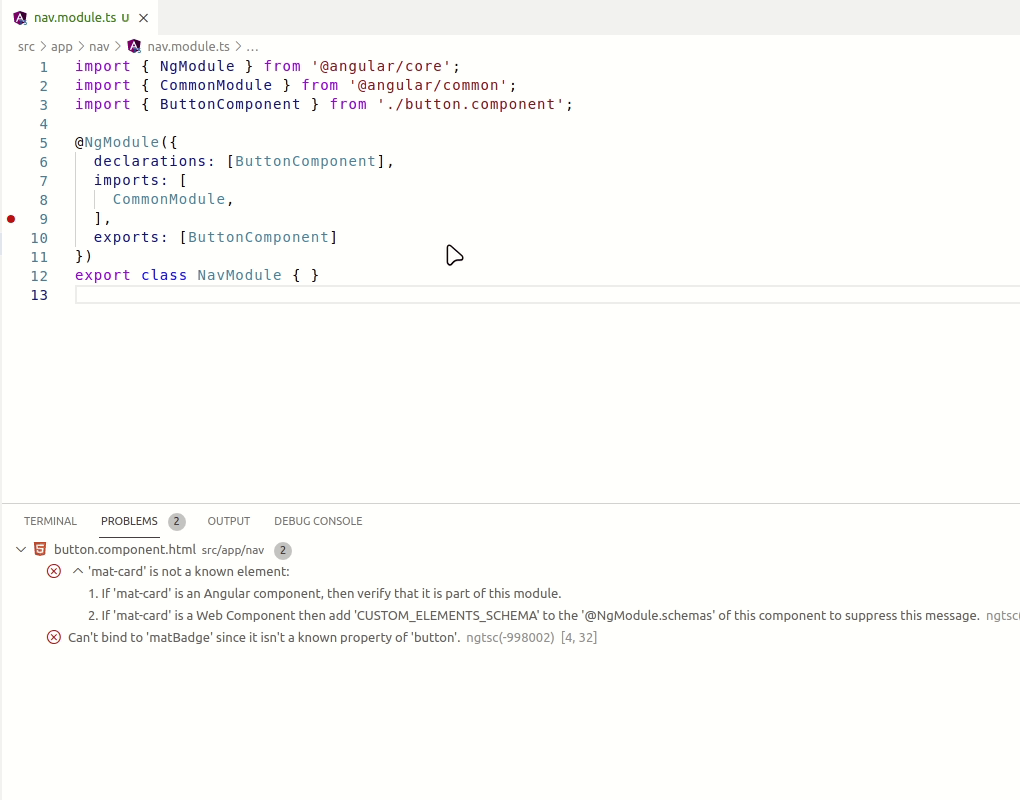 nav.module.ts U
src > app > nav > nav.module.ts > ...
1 import { NgModule } from '@angular/core';
2 import { CommonModule } from '@angular/common';
3 import { ButtonComponent } from './button.component';
4
5 @NgModule({
6 declarations: [ButtonComponent],
7 imports: [
8 CommonModule,
9 ],
10 exports: [ButtonComponent]
11 })
12 export class NavModule { }
13
TERMINAL PROBLEMS 2 OUTPUT DEBUG CONSOLE
button.component.html src/app/nav 2
'mat-card' is not a known element:
1. If 'mat-card' is an Angular component, then verify that it is part of this module.
2. If 'mat-card' is a Web Component then add 'CUSTOM_ELEMENTS_SCHEMA' to the '@NgModule.schemas' of this component to suppress this message. ngtsc(
Can't bind to 'matBadge' since it isn't a known property of 'button'. ngtsc(-998002) [4, 32]